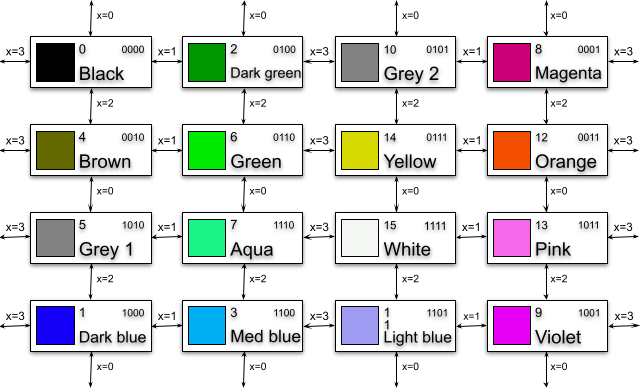 x=0 x=0 x=0 x=0
x=3 0 0000 x=1 2 0100 x=3 10 0101 x=1 8 0001 x=3
Black Dark green Grey 2 Magenta
x=2 x=2 x=2 x=2
x=3 4 0010 x=1 6 0110 x=3 14 0111 x=1 12 0011 x=3
Brown Green Yellow Orange
x=0 x=0 x=0 x=0
x=3 5 1010 x=1 7 1110 x=3 15 1111 x=1 13 1011 x=3
Grey 1 Aqua White Pink
x=2 x=2 x=2 x=2
x=3 1 1000 x=1 3 1100 x=3 1 1101 x=1 9 1001 x=3
1
Dark blue Med blue Light blue Violet
x=0 x=0 x=0 x=0